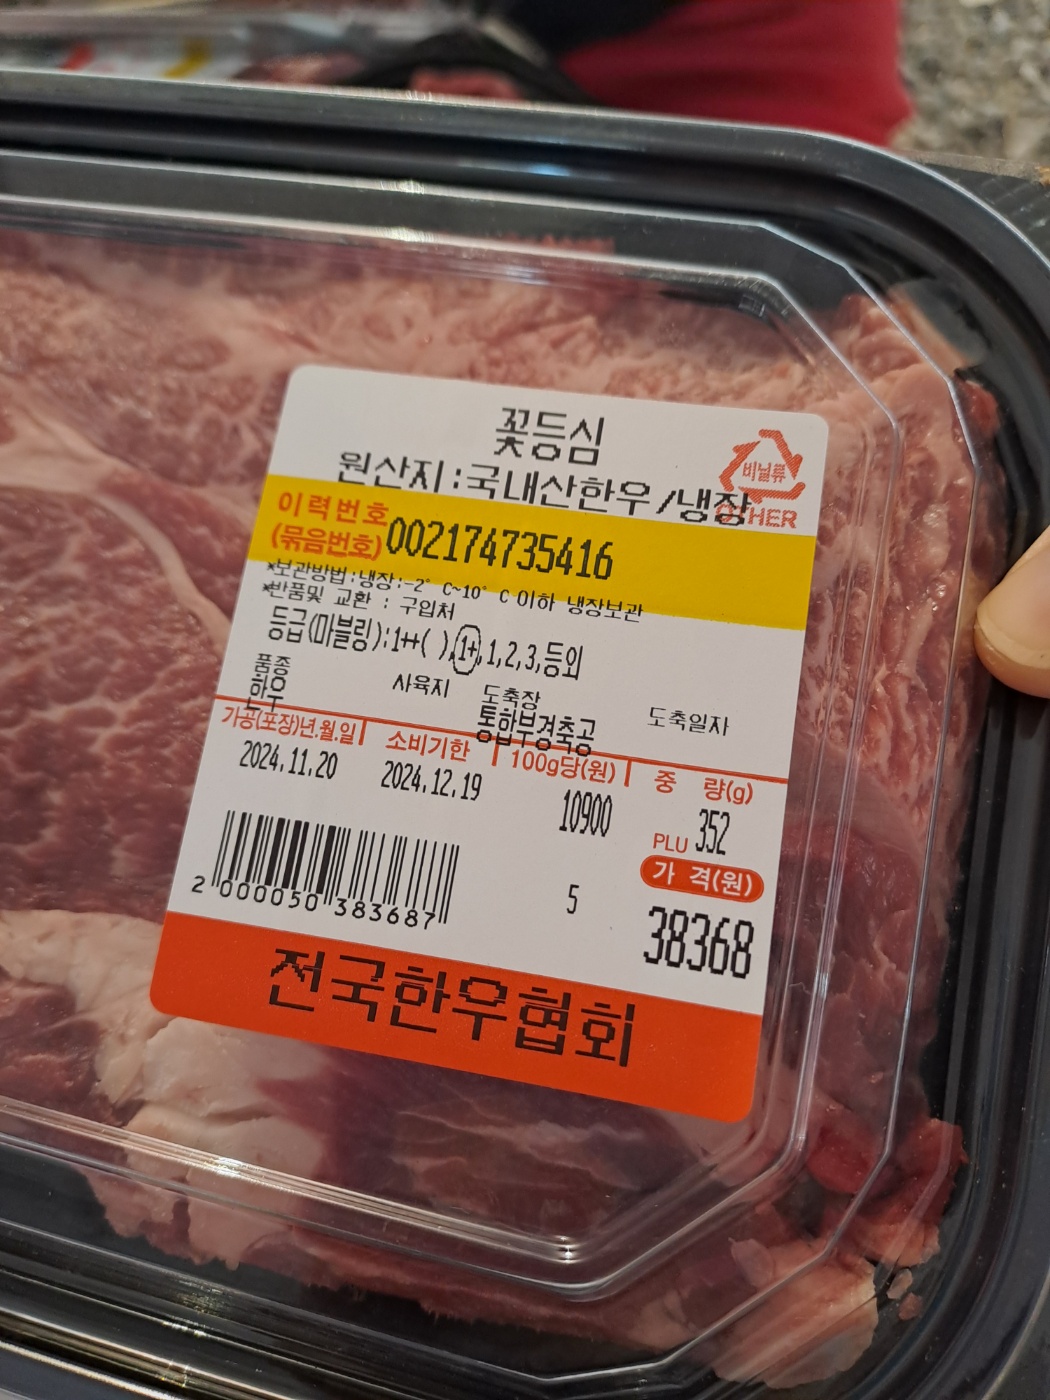 꽃등심
원산지:국내산한우/냉장
비닐류
OTHER
이력번호
(묶음번호)002174735416
*보관방법:냉장:-2° C~10° C 이하 냉장보관
*반품및 교환 : 구입처
등급(마블링):1++( ),1+,1,2,3,등외
품종 사육지 도축장 도축일자
한우 통합부경축공
가공(포장)년.월.일 소비기한 100g당(원) 중 량(g)
2024.11.20 2024.12.19 10900 352
PLU
가 격(원)
5 38368
2 000050 383687
전국한우협회